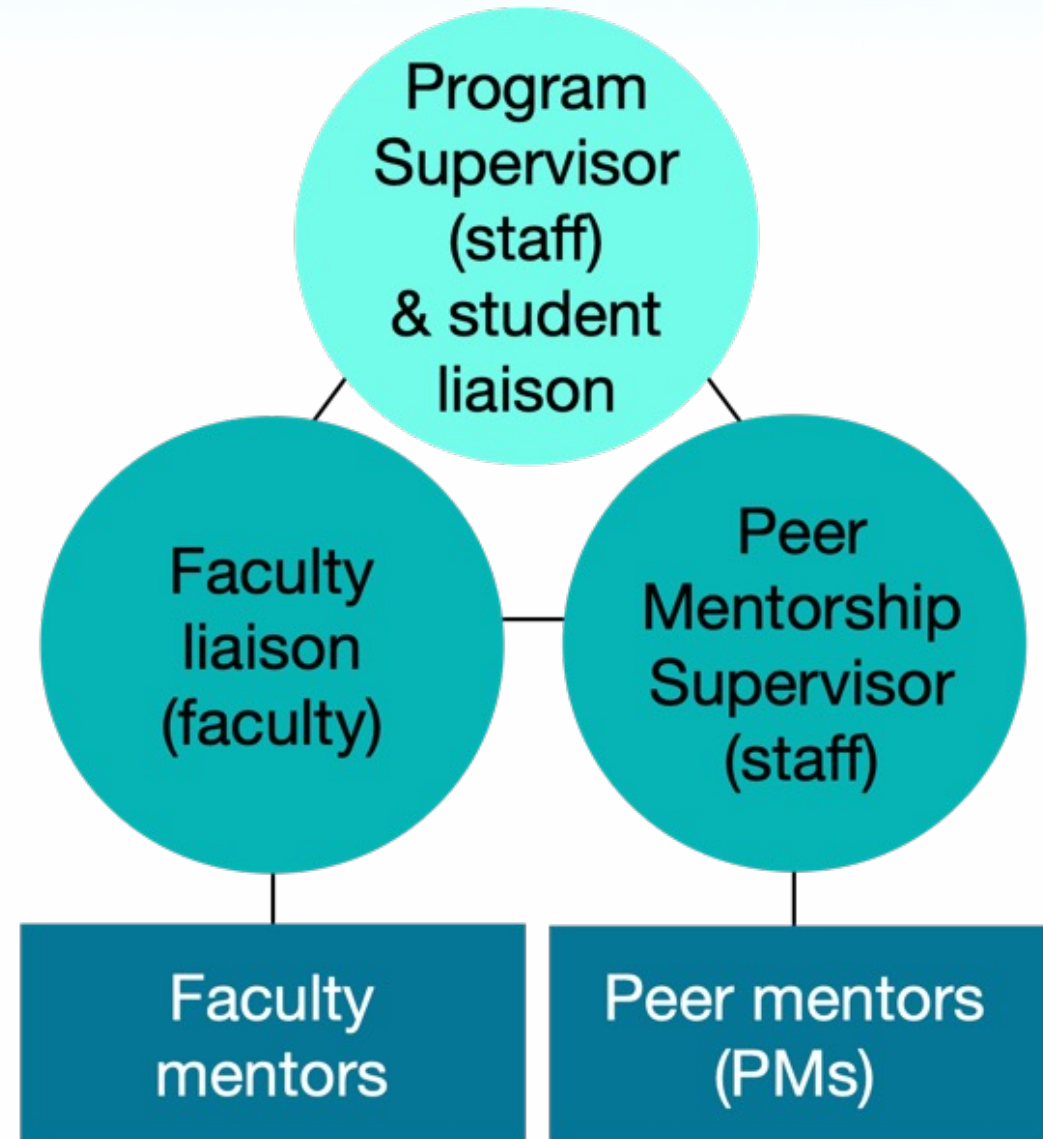 Program
Supervisor
(staff)
& student
liaison
Faculty
liaison
(faculty)
Peer
Mentorship
Supervisor
(staff)
Faculty
mentors
Peer mentors
(PMs)